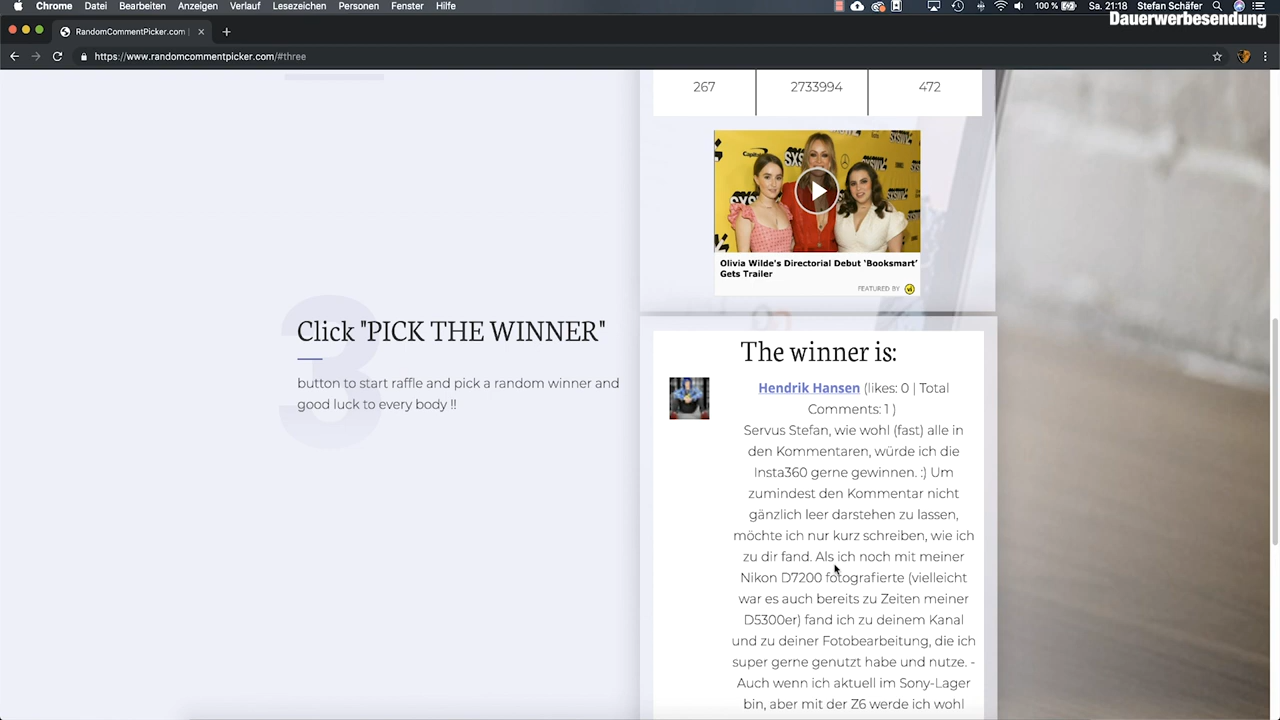 Chrome Datei Bearbeiten Anzeigen Verlauf Lesezeichen Personen Fenster Hilfe 100 % Sa. 21:18 Stefan Schäfer
Dauerwerbesendung
RandomCommentPicker.com |
https://www.randomcommentpicker.com/#three
267 2733994 472
SXSW
Olivia Wilde's Directorial Debut 'Booksmart'
Gets Trailer
FEATURED BY vi
3
Click "PICK THE WINNER"
button to start raffle and pick a random winner and
good luck to every body !!
The winner is:
Hendrik Hansen (likes: 0 | Total
Comments: 1 )
Servus Stefan, wie wohl (fast) alle in
den Kommentaren, würde ich die
Insta360 gerne gewinnen. :) Um
zumindest den Kommentar nicht
gänzlich leer darstehen zu lassen,
möchte ich nur kurz schreiben, wie ich
zu dir fand. Als ich noch mit meiner
Nikon D7200 fotografierte (vielleicht
war es auch bereits zu Zeiten meiner
D5300er) fand ich zu deinem Kanal
und zu deiner Fotobearbeitung, die ich
super gerne genutzt habe und nutze. -
Auch wenn ich aktuell im Sony-Lager
bin, aber mit der Z6 werde ich wohl